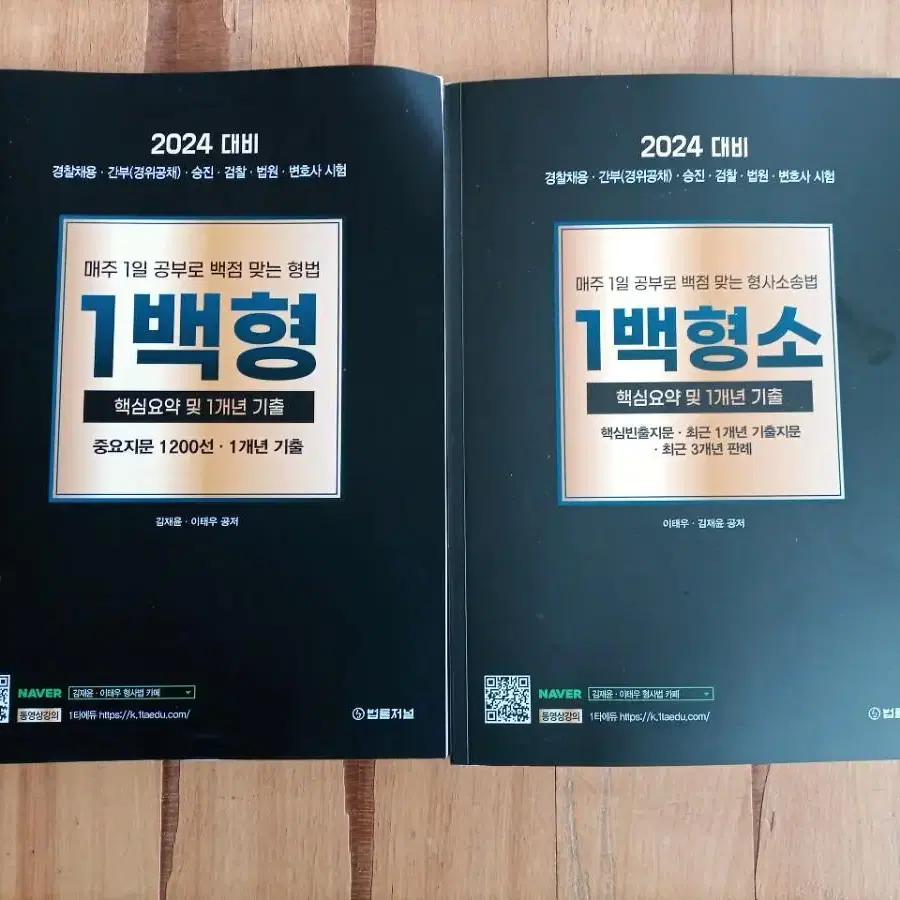 2024 대비
경찰채용 · 간부(경위공채) · 승진 · 검찰 · 법원 · 변호사 시험
매주 1일 공부로 백점 맞는 형법
1백형
핵심요약 및 1개년 기출
중요지문 1200선 · 1개년 기출
김재윤 · 이태우 공저
NAVER 김재윤 · 이태우 형사법 카페
동영상강의 1타에듀 https://k.1taedu.com/
법률저널
2024 대비
경찰채용 · 간부(경위공채) · 승진 · 검찰 · 법원 · 변호사 시험
매주 1일 공부로 백점 맞는 형사소송법
1백형소
핵심요약 및 1개년 기출
핵심빈출지문 · 최근 1개년 기출지문
· 최근 3개년 판례
이태우 · 김재윤 공저
NAVER 김재윤 · 이태우 형사법 카페
동영상강의 1타에듀 https://k.1taedu.com/
법률